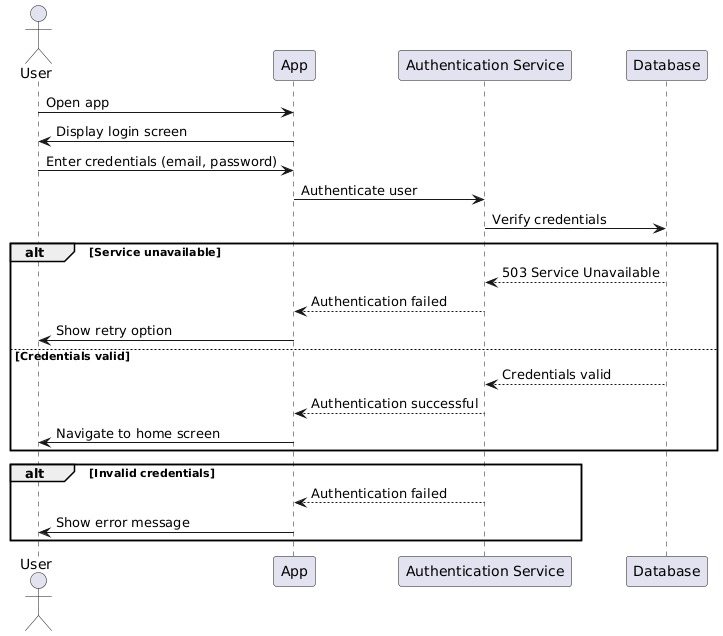 User
App
Authentication Service
Database
Open app
Display login screen
Enter credentials (email, password)
Authenticate user
Verify credentials
alt
[Service unavailable]
503 Service Unavailable
Authentication failed
Show retry option
[Credentials valid]
Credentials valid
Authentication successful
Navigate to home screen
alt
[Invalid credentials]
Authentication failed
Show error message
User
App
Authentication Service
Database